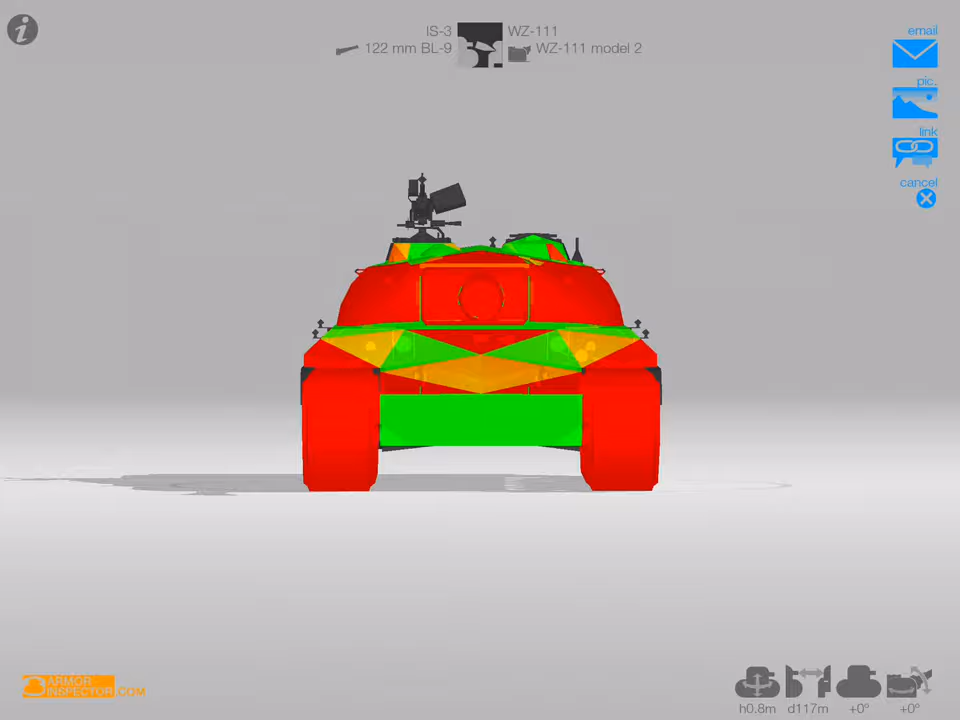 IS-3
WZ-111
122 mm BL-9
WZ-111 model 2
email
pic.
link
cancel
ARMOR
INSPECTOR.COM
h0.8m
d117m
+0°
+0°